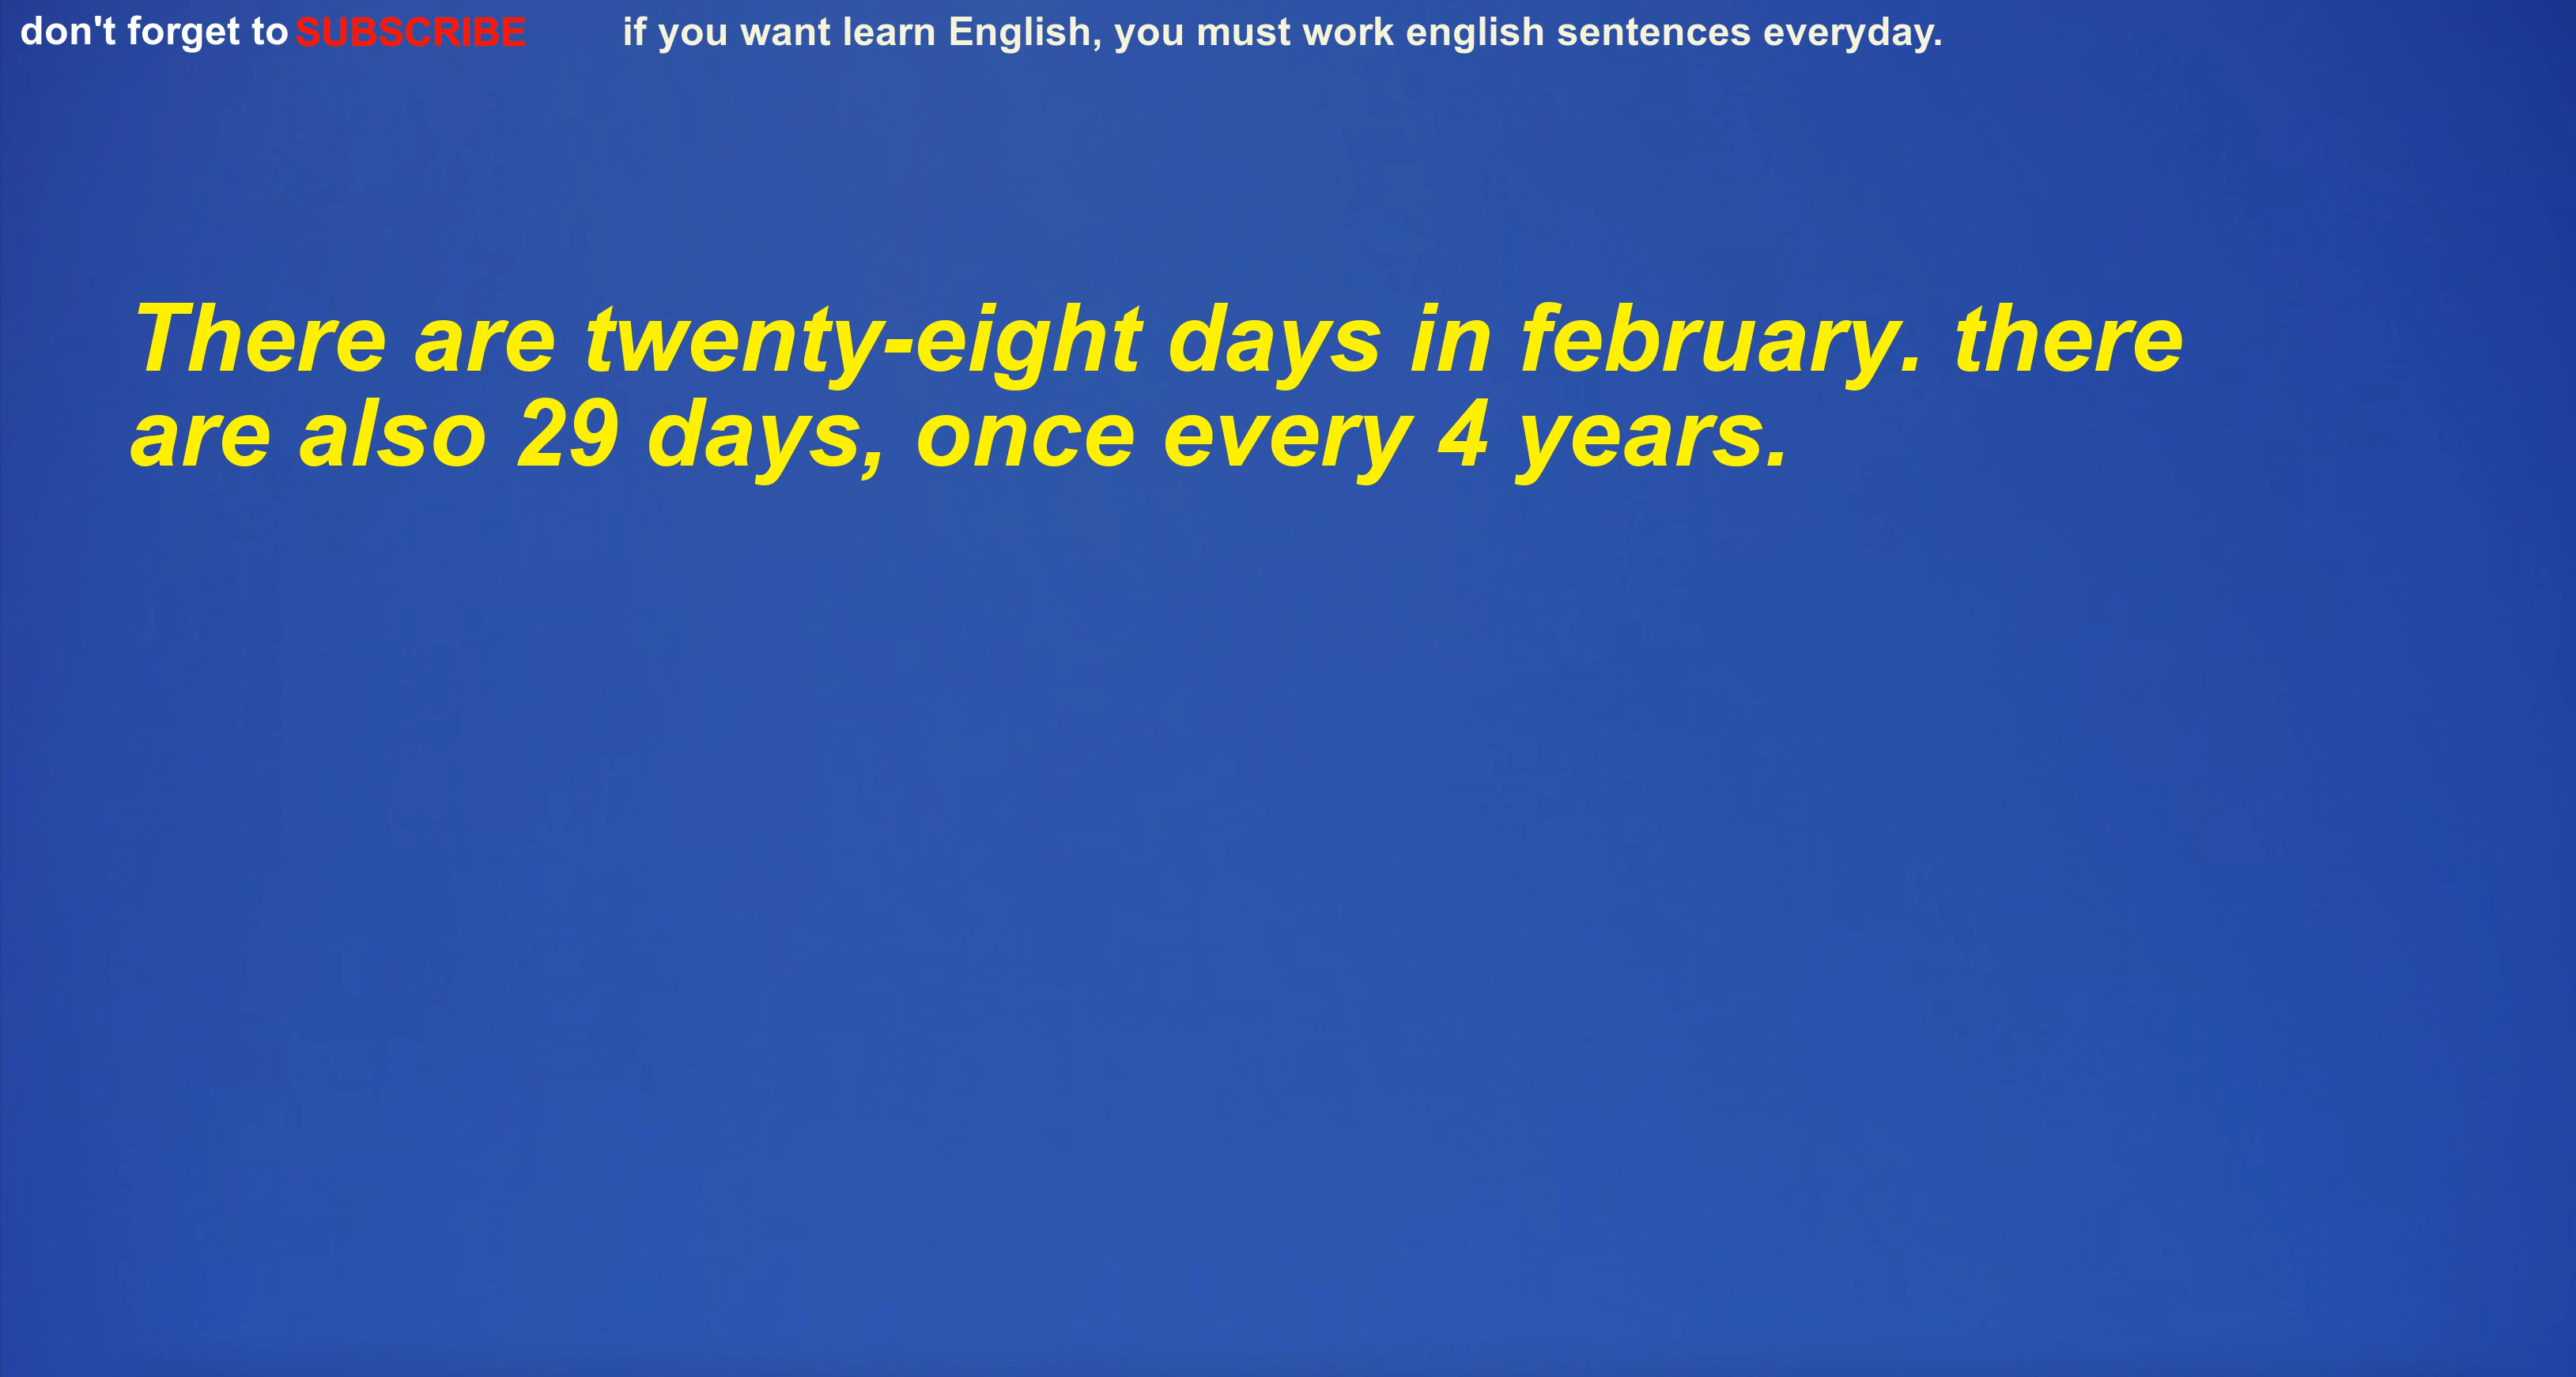 don't forget to SUBSCRIBE if you want learn English, you must work english sentences everyday.
There are twenty-eight days in february. there
are also 29 days, once every 4 years.